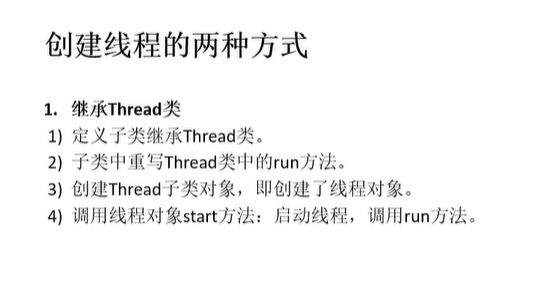 创建线程的两种方式
1. 继承Thread类
1) 定义子类继承Thread类。
2) 子类中重写Thread类中的run方法。
3) 创建Thread子类对象，即创建了线程对象。
4) 调用线程对象start方法：启动线程，调用run方法。